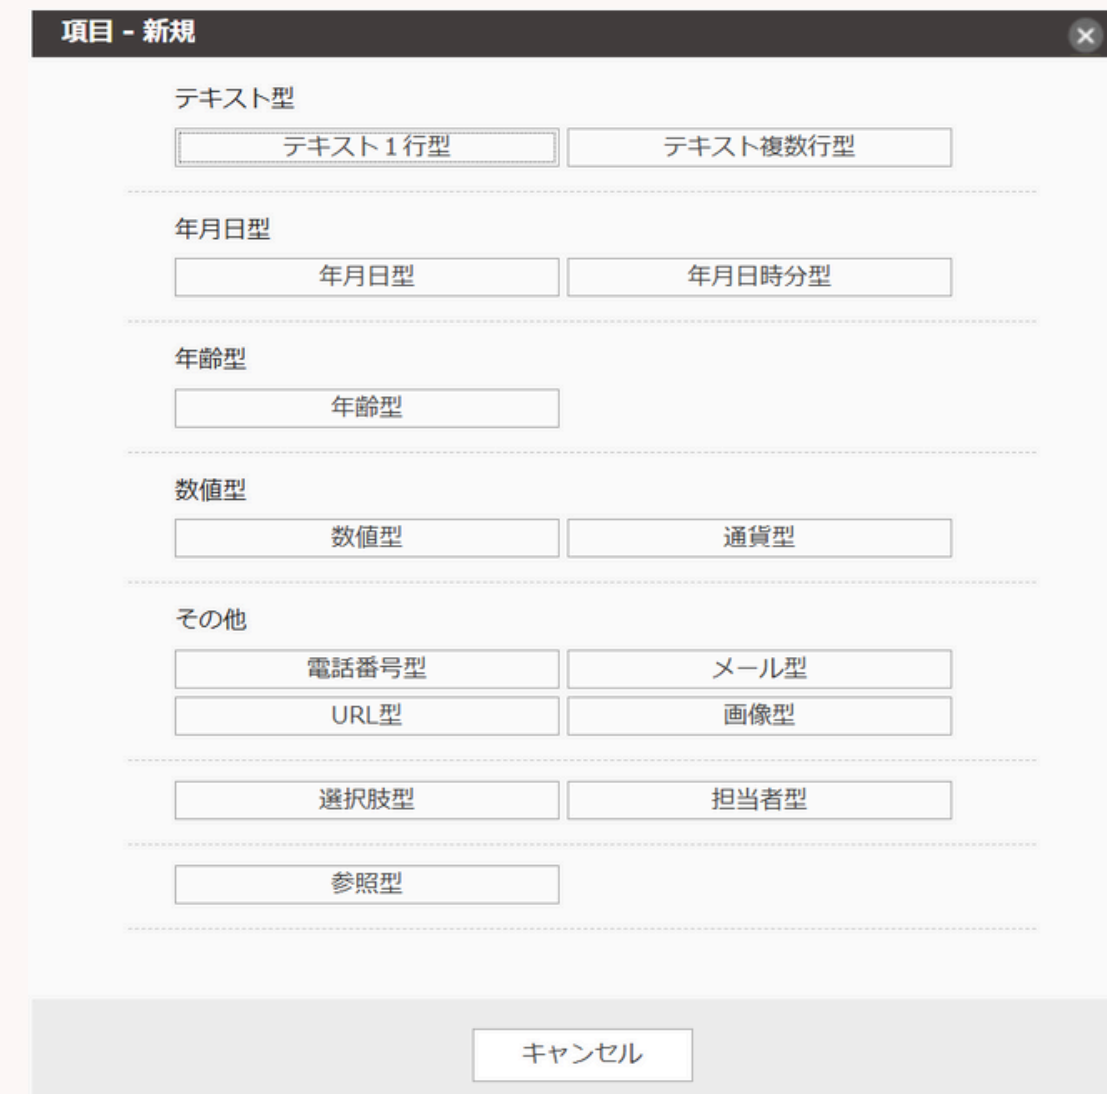 項目 - 新規
テキスト型
テキスト１行型 テキスト複数行型
年月日型
年月日型 年月日時分型
年齢型
年齢型
数値型
数値型 通貨型
その他
電話番号型 メール型
URL型 画像型
選択肢型 担当者型
参照型
キャンセル